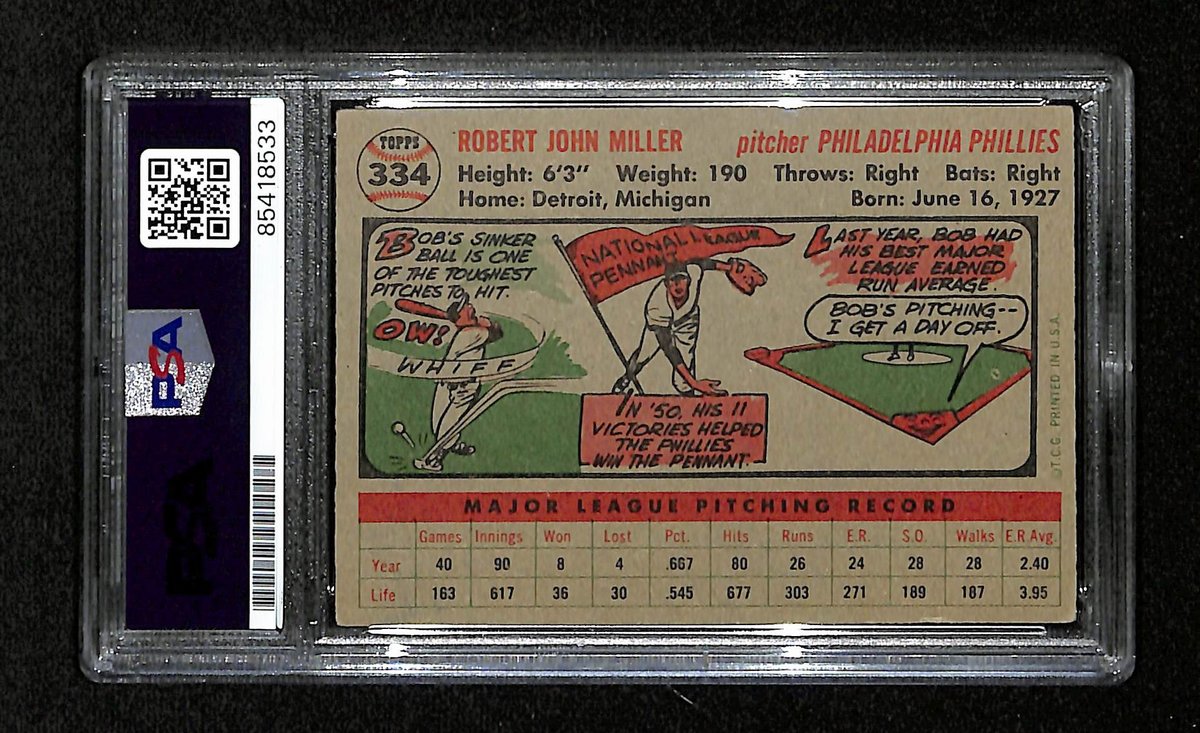 85418533
PSA
PSA
TOPPS
334
ROBERT JOHN MILLER pitcher PHILADELPHIA PHILLIES
Height: 6'3" Weight: 190 Throws: Right Bats: Right
Home: Detroit, Michigan Born: June 16, 1927
BOB'S SINKER
BALL IS ONE
OF THE TOUGHEST
PITCHES TO HIT.
OW!
WHIFF
NATIONAL LEAGUE
PENNANT
IN '50, HIS 11
VICTORIES HELPED
THE PHILLIES
WIN THE PENNANT.
LAST YEAR, BOB HAD
HIS BEST MAJOR
LEAGUE EARNED
RUN AVERAGE.
BOB'S PITCHING--
I GET A DAY OFF.
©T.C.G. PRINTED IN U.S.A.
MAJOR LEAGUE PITCHING RECORD
Games Innings Won Lost Pct. Hits Runs E.R. S.O. Walks E.R Avg.
Year 40 90 8 4 .667 80 26 24 28 28 2.40
Life 163 617 36 30 .545 677 303 271 189 187 3.95